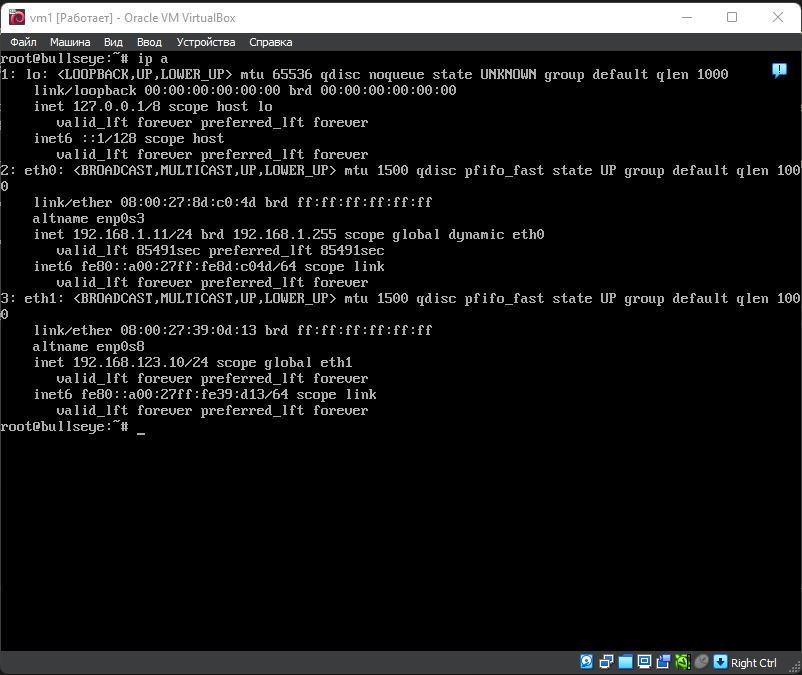 vm1 [Работает] - Oracle VM VirtualBox
Файл Машина Вид Ввод Устройства Справка
root@bullseye:~# ip a
1: lo: <LOOPBACK,UP,LOWER_UP> mtu 65536 qdisc noqueue state UNKNOWN group default qlen 1000
link/loopback 00:00:00:00:00:00 brd 00:00:00:00:00:00
inet 127.0.0.1/8 scope host lo
valid_lft forever preferred_lft forever
inet6 ::1/128 scope host
valid_lft forever preferred_lft forever
2: eth0: <BROADCAST,MULTICAST,UP,LOWER_UP> mtu 1500 qdisc pfifo_fast state UP group default qlen 100
0
link/ether 08:00:27:8d:c0:4d brd ff:ff:ff:ff:ff:ff
altname enp0s3
inet 192.168.1.11/24 brd 192.168.1.255 scope global dynamic eth0
valid_lft 85491sec preferred_lft 85491sec
inet6 fe80::a00:27ff:fe8d:c04d/64 scope link
valid_lft forever preferred_lft forever
3: eth1: <BROADCAST,MULTICAST,UP,LOWER_UP> mtu 1500 qdisc pfifo_fast state UP group default qlen 100
0
link/ether 08:00:27:39:0d:13 brd ff:ff:ff:ff:ff:ff
altname enp0s8
inet 192.168.123.10/24 scope global eth1
valid_lft forever preferred_lft forever
inet6 fe80::a00:27ff:fe39:d13/64 scope link
valid_lft forever preferred_lft forever
root@bullseye:~# _
Right Ctrl